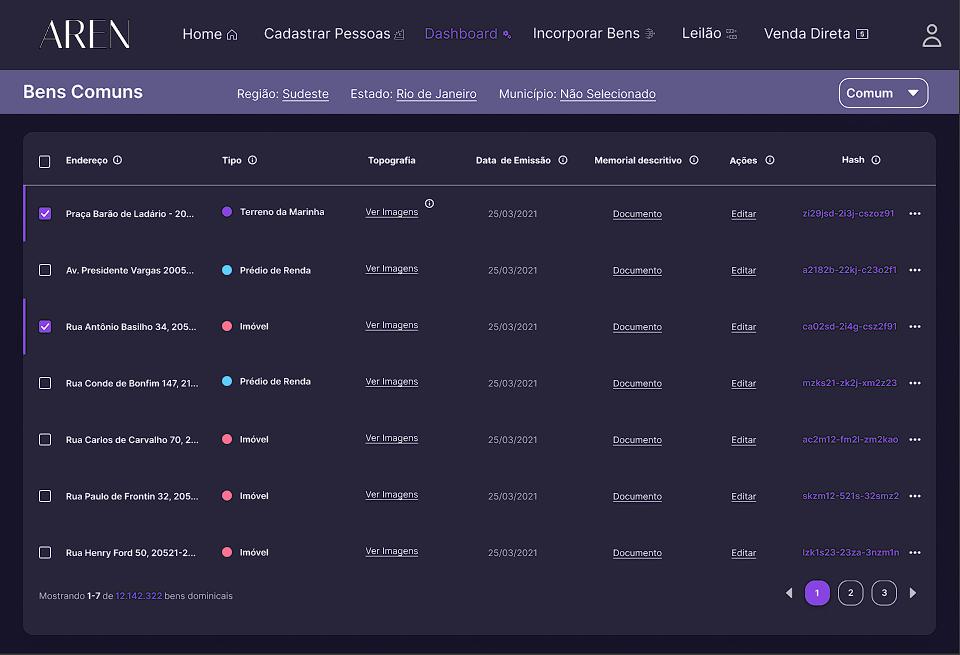 AREN
Home Cadastrar Pessoas Dashboard Incorporar Bens Leilão Venda Direta
Bens Comuns Região: Sudeste Estado: Rio de Janeiro Município: Não Selecionado Comum
Endereço Tipo Topografia Data de Emissão Memorial descritivo Ações Hash
Praça Barão de Ladário - 20... Terreno da Marinha Ver Imagens 25/03/2021 Documento Editar zi29jsd-2i3j-cszoz91
Av. Presidente Vargas 2005... Prédio de Renda Ver Imagens 25/03/2021 Documento Editar a2182b-22kj-c23o2f1
Rua Antônio Basilho 34, 205... Imóvel Ver Imagens 25/03/2021 Documento Editar ca02sd-2i4g-csz2f91
Rua Conde de Bonfim 147, 21... Prédio de Renda Ver Imagens 25/03/2021 Documento Editar mzks21-zk2j-xm2z23
Rua Carlos de Carvalho 70, 2... Imóvel Ver Imagens 25/03/2021 Documento Editar ac2m12-fm2l-zm2kao
Rua Paulo de Frontin 32, 205... Imóvel Ver Imagens 25/03/2021 Documento Editar skzm12-521s-32smz2
Rua Henry Ford 50, 20521-2... Imóvel Ver Imagens 25/03/2021 Documento Editar lzk1s23-23za-3nzm1n
Mostrando 1-7 de 12.142.322 bens dominicais 1 2 3